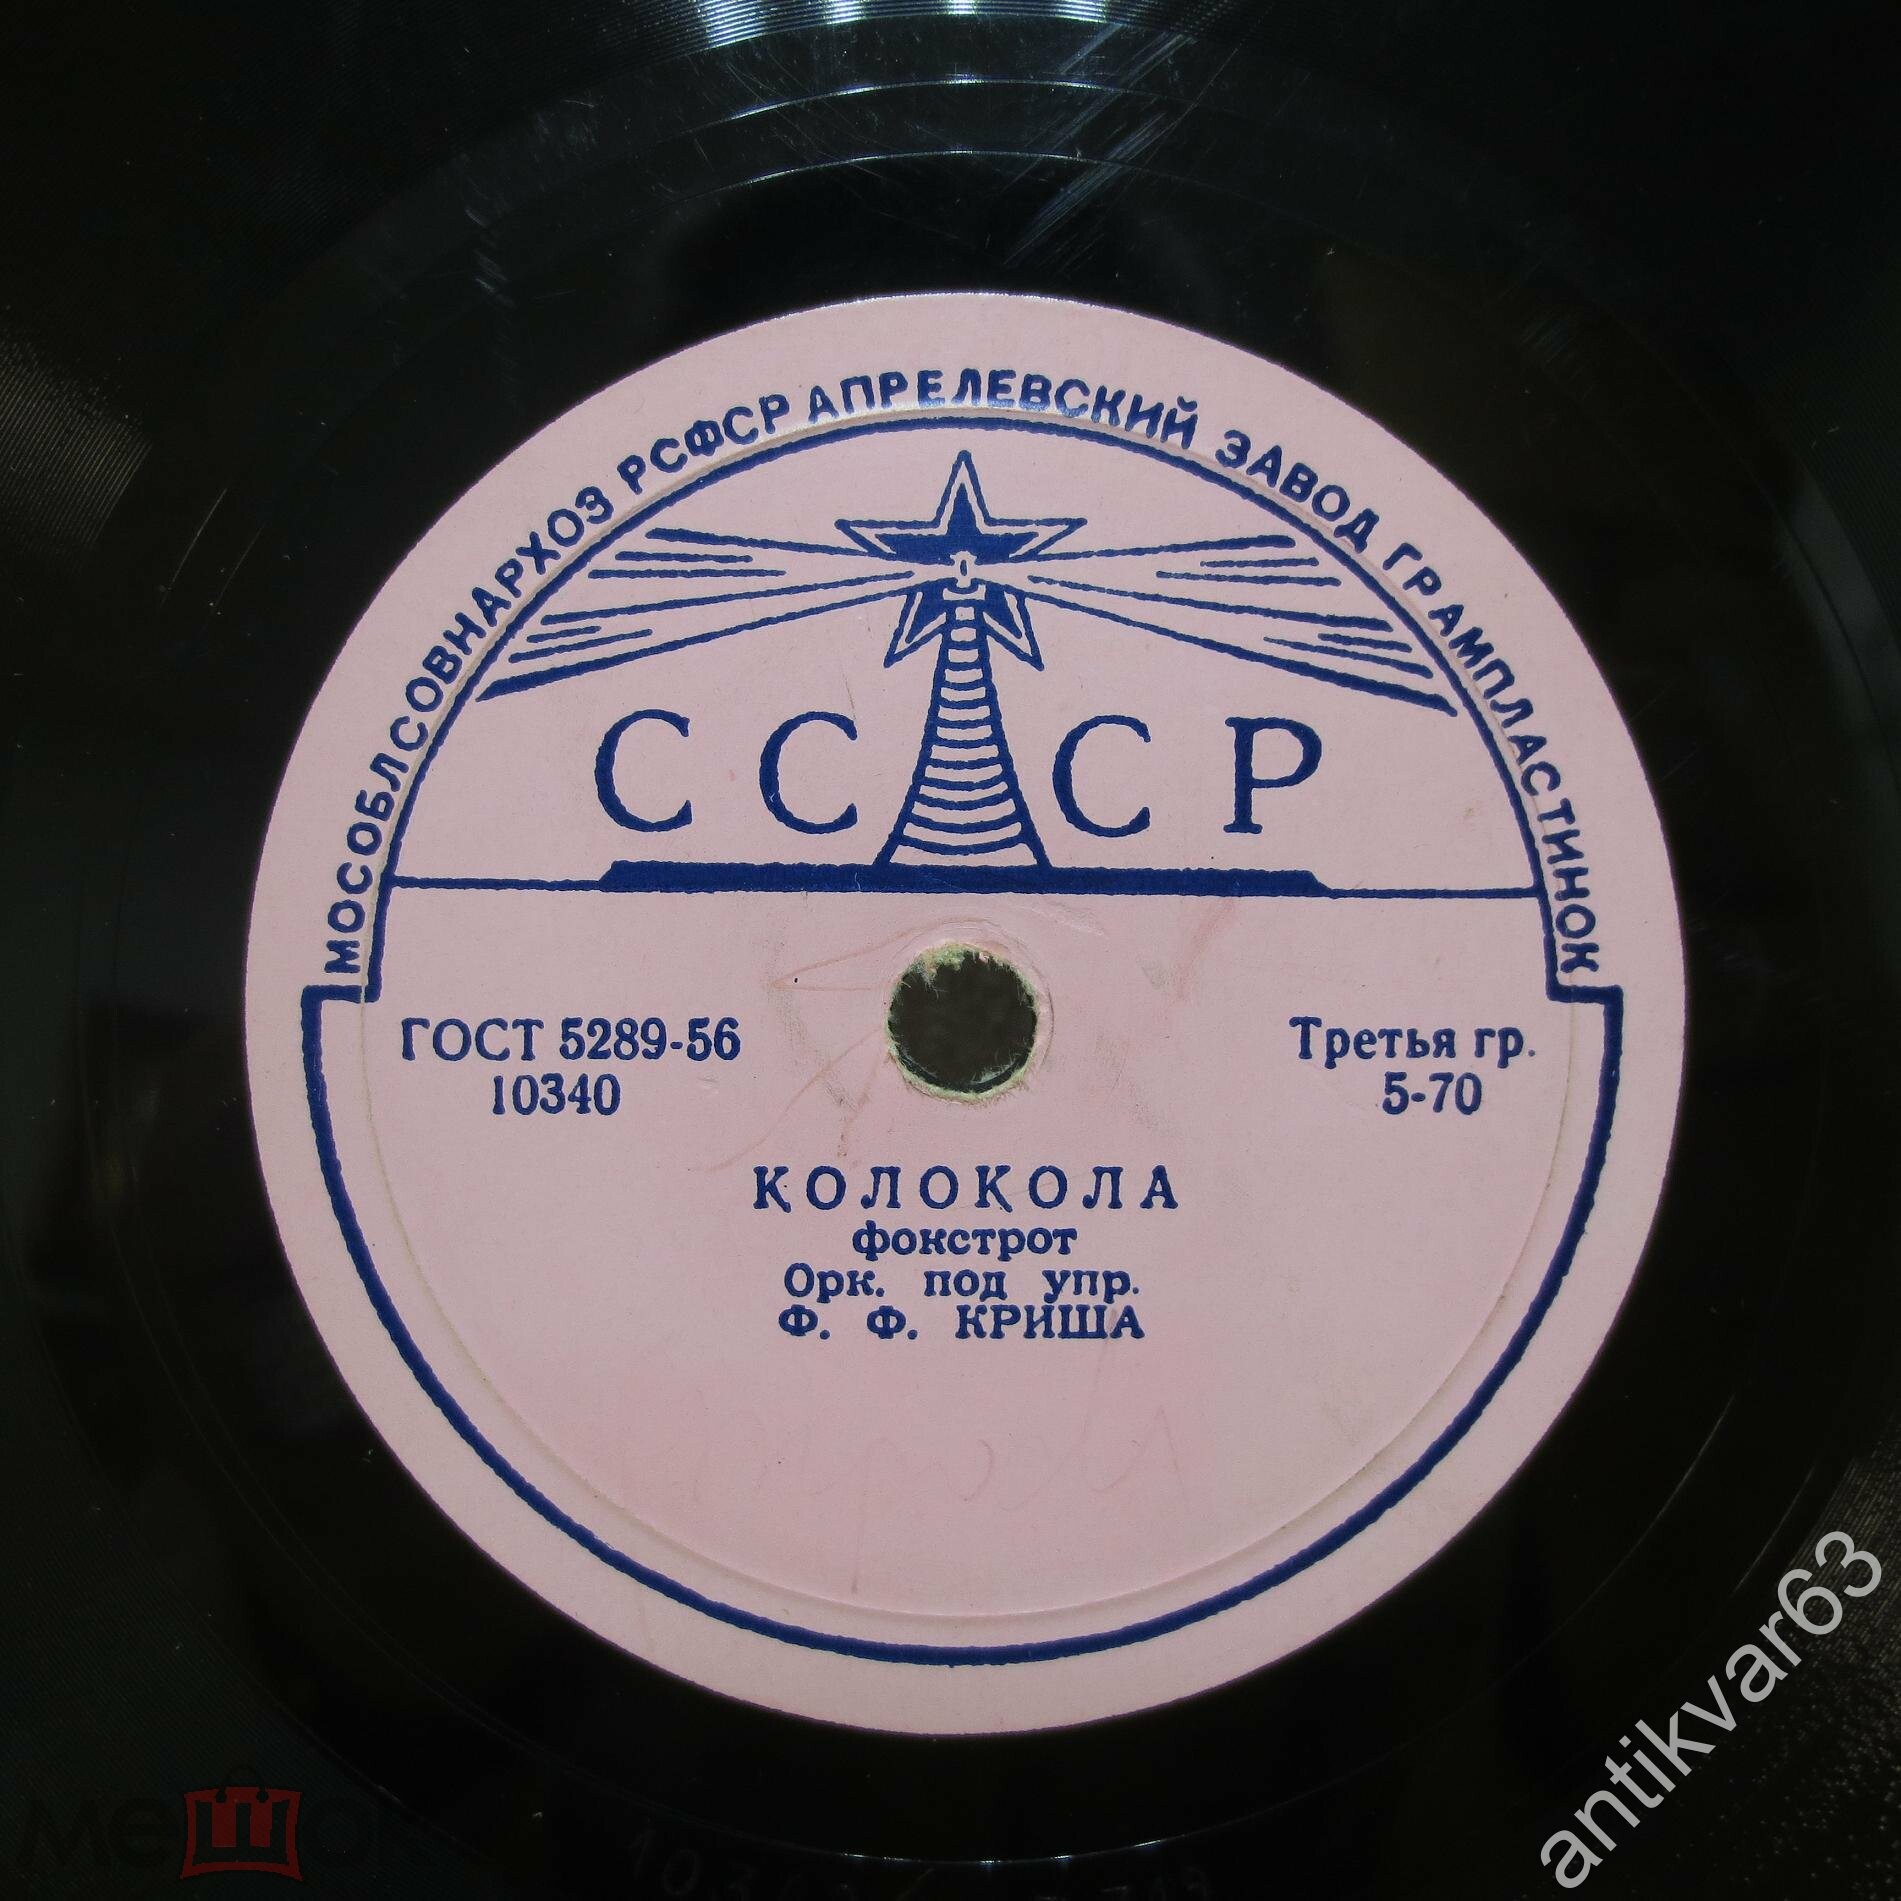 МОСОБЛСОВНАРХОЗ РСФСР АПРЕЛЕВСКИЙ ЗАВОД ГРАМПЛАСТИНОК
СССР
ГОСТ 5289-56
10340
Третья гр.
5-70
КОЛОКОЛА
фокстрот
Орк. под упр.
Ф. Ф. КРИША
antikvar63
мешок